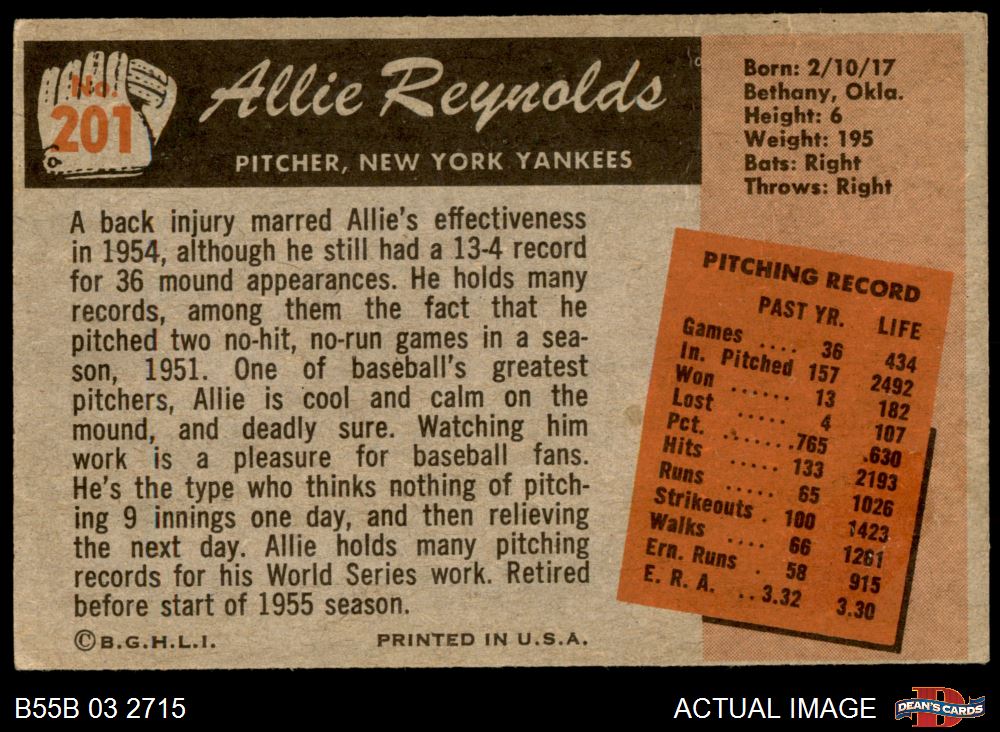 No.
201
Allie Reynolds
PITCHER, NEW YORK YANKEES
Born: 2/10/17
Bethany, Okla.
Height: 6
Weight: 195
Bats: Right
Throws: Right
A back injury marred Allie's effectiveness
in 1954, although he still had a 13-4 record
for 36 mound appearances. He holds many
records, among them the fact that he
pitched two no-hit, no-run games in a sea-
son, 1951. One of baseball's greatest
pitchers, Allie is cool and calm on the
mound, and deadly sure. Watching him
work is a pleasure for baseball fans.
He's the type who thinks nothing of pitch-
ing 9 innings one day, and then relieving
the next day. Allie holds many pitching
records for his World Series work. Retired
before start of 1955 season.
©B.G.H.L.I. PRINTED IN U.S.A.
PITCHING RECORD
PAST YR. LIFE
Games .... 36 434
In. Pitched 157 2492
Won ...... 13 182
Lost ..... 4 107
Pct. .......765 .630
Hits ..... 133 2193
Runs ..... 65 1026
Strikeouts . 100 1423
Walks .... 66 1261
Ern. Runs . 58 915
E. R. A. ..3.32 3.30
B55B 03 2715
ACTUAL IMAGE
D
DEAN'S CARDS